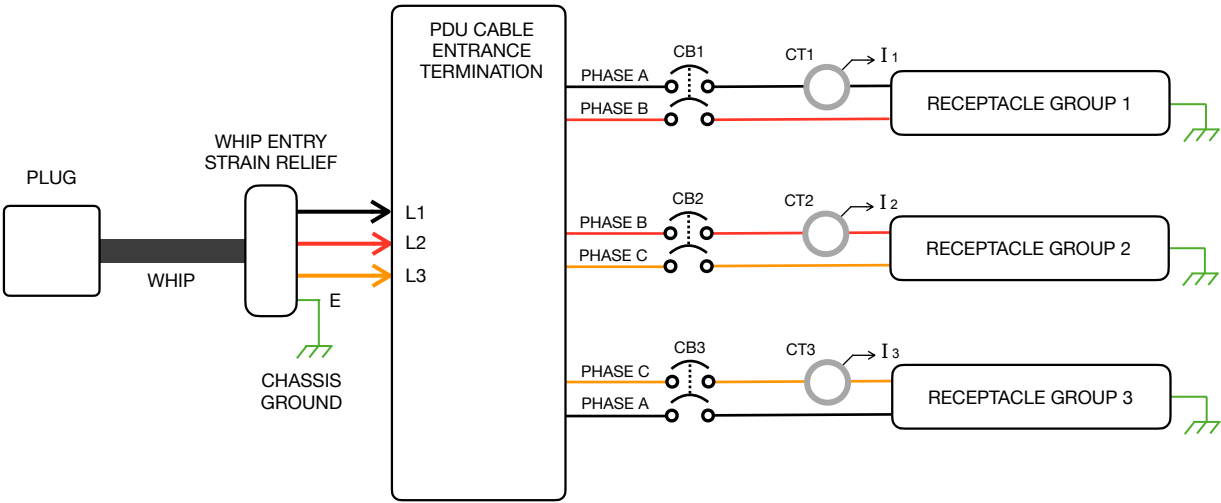 PLUG
WHIP
WHIP ENTRY
STRAIN RELIEF
E
CHASSIS
GROUND
L1
L2
L3
PDU CABLE
ENTRANCE
TERMINATION
PHASE A
PHASE B
CB1
CT1
I 1
RECEPTACLE GROUP 1
PHASE B
PHASE C
CB2
CT2
I 2
RECEPTACLE GROUP 2
PHASE C
PHASE A
CB3
CT3
I 3
RECEPTACLE GROUP 3